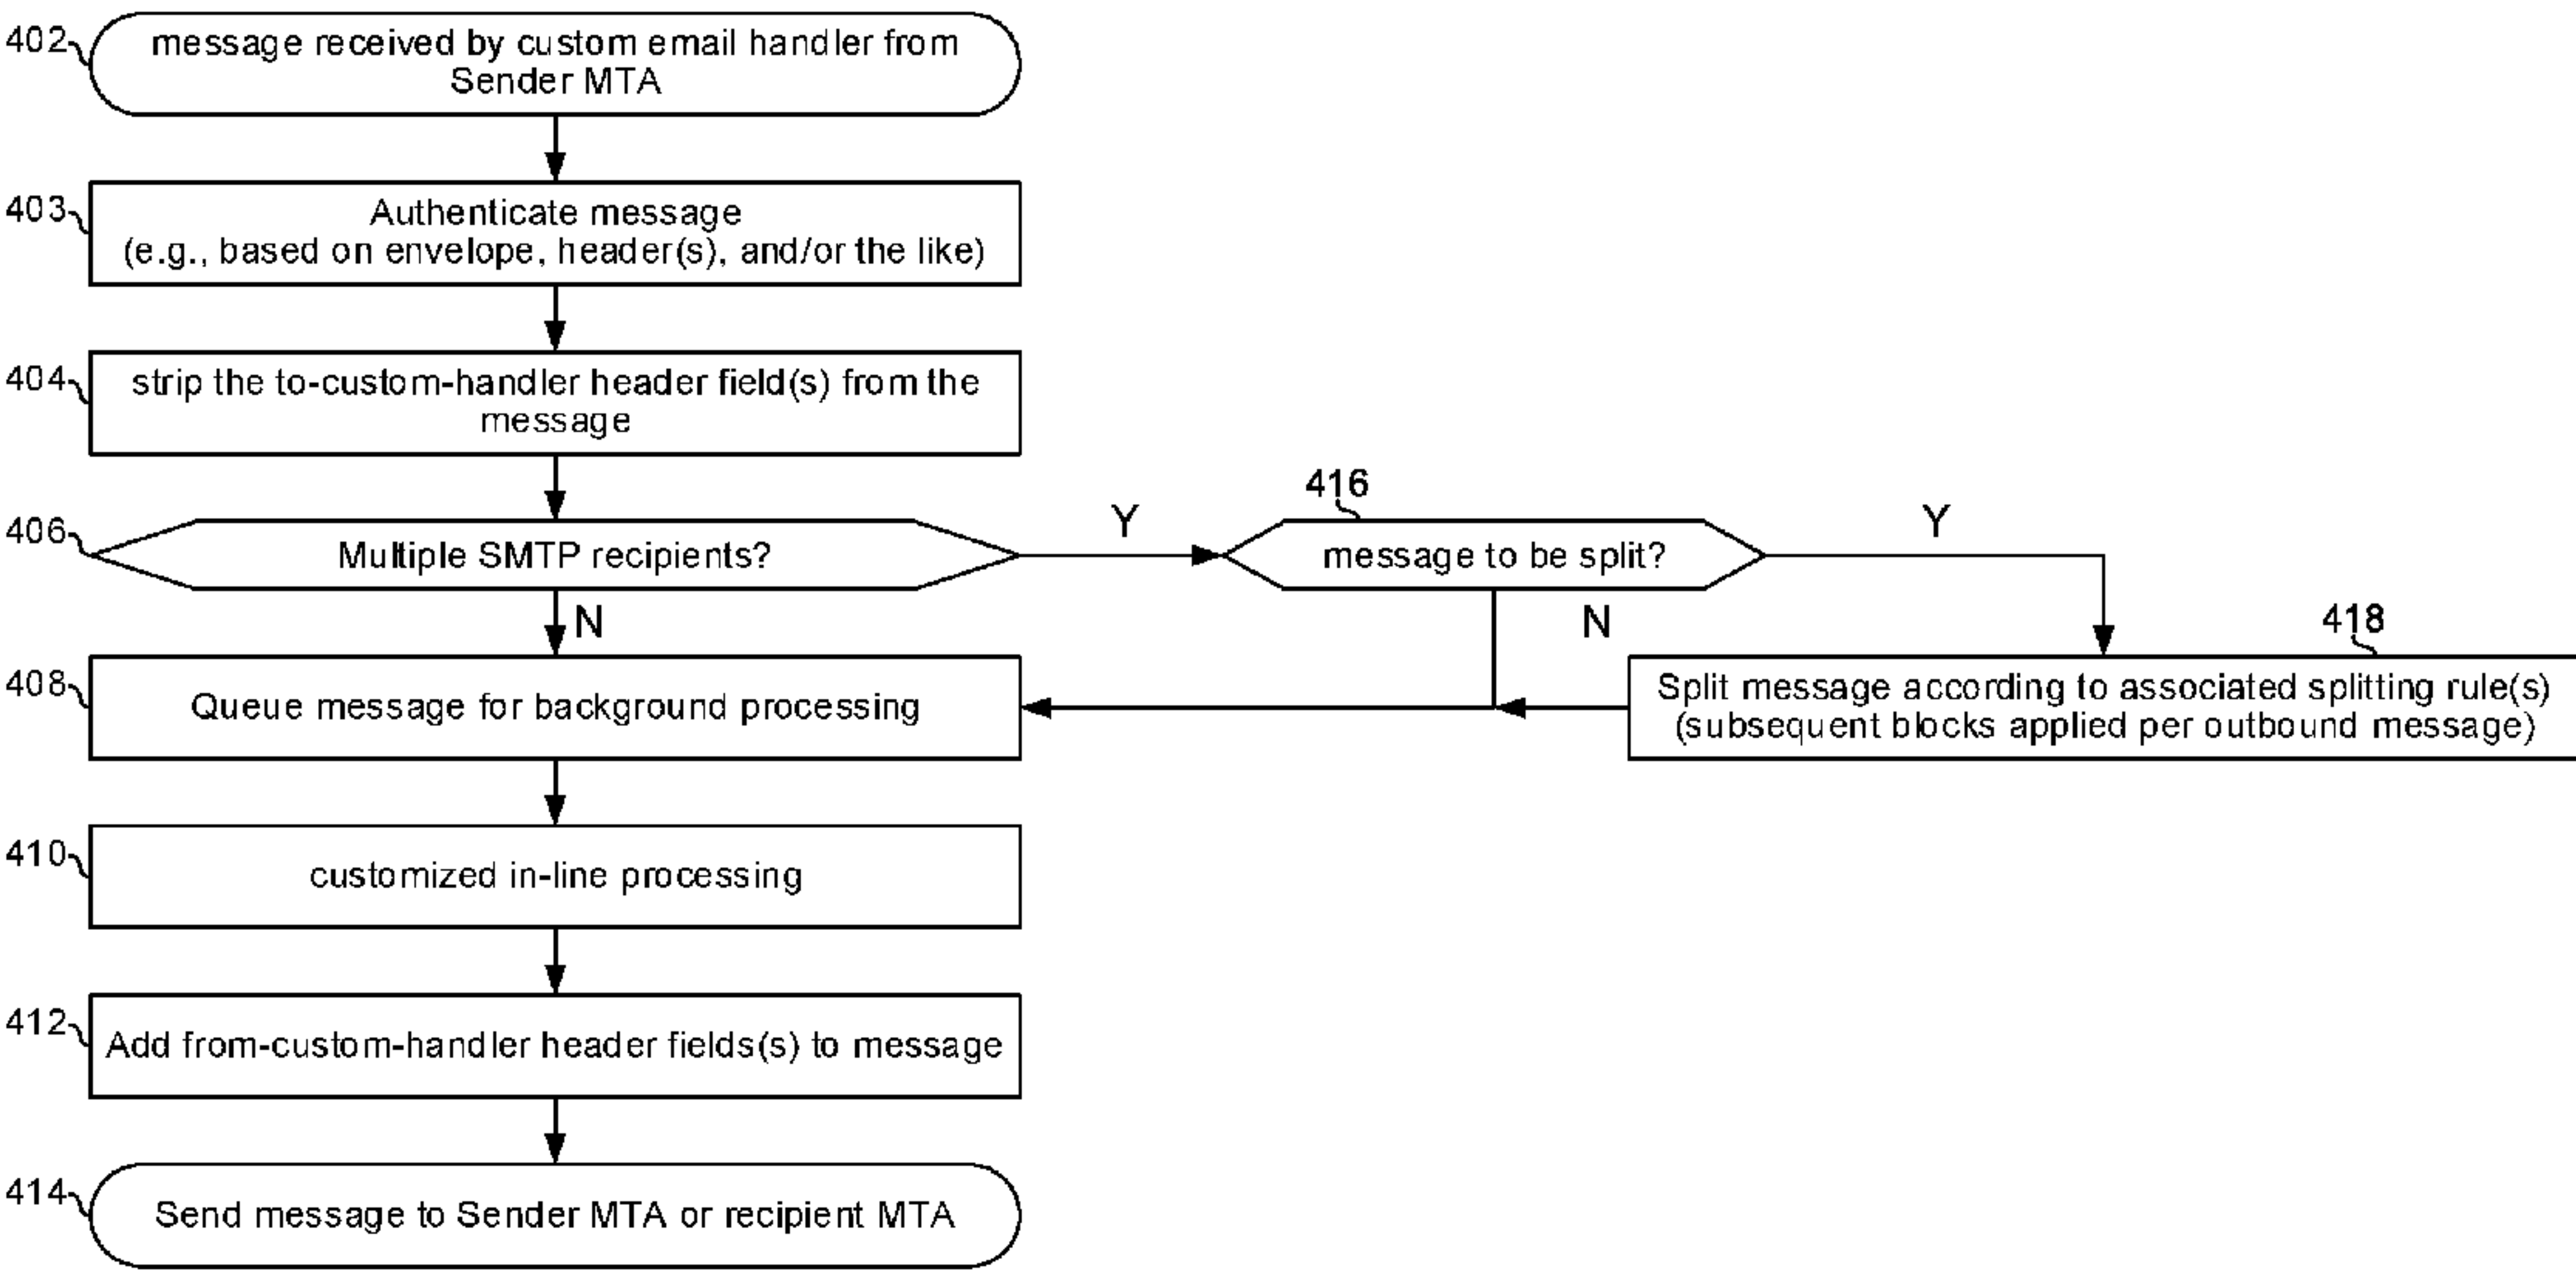 402
message received by custom email handler from
Sender MTA
403
Authenticate message
(e.g., based on envelope, header(s), and/or the like)
404
strip the to-custom-handler header field(s) from the
message
406
Multiple SMTP recipients?
Y
416
message to be split?
Y
N
N
418
408
Queue message for background processing
Split message according to associated splitting rule(s)
(subsequent blocks applied per outbound message)
410
customized in-line processing
412
Add from-custom-handler header fields(s) to message
414
Send message to Sender MTA or recipient MTA